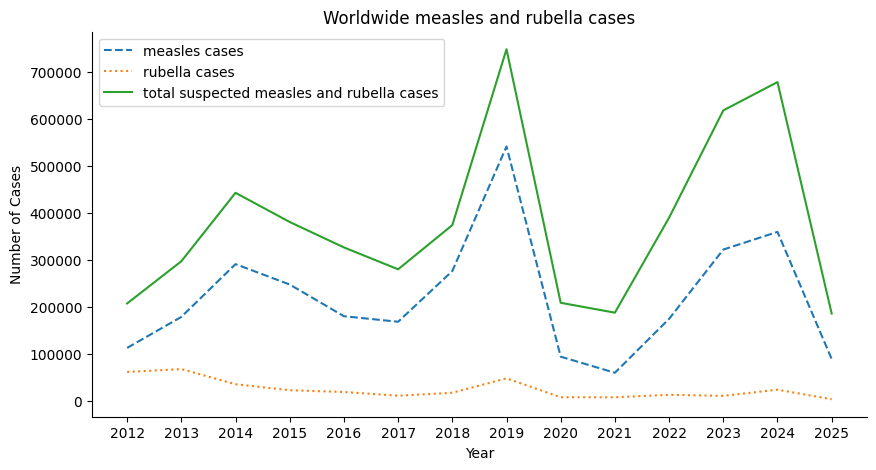 Worldwide measles and rubella cases
measles cases
rubella cases
total suspected measles and rubella cases
700000
600000
500000
400000
300000
200000
100000
0
Number of Cases
2012 2013 2014 2015 2016 2017 2018 2019 2020 2021 2022 2023 2024 2025
Year